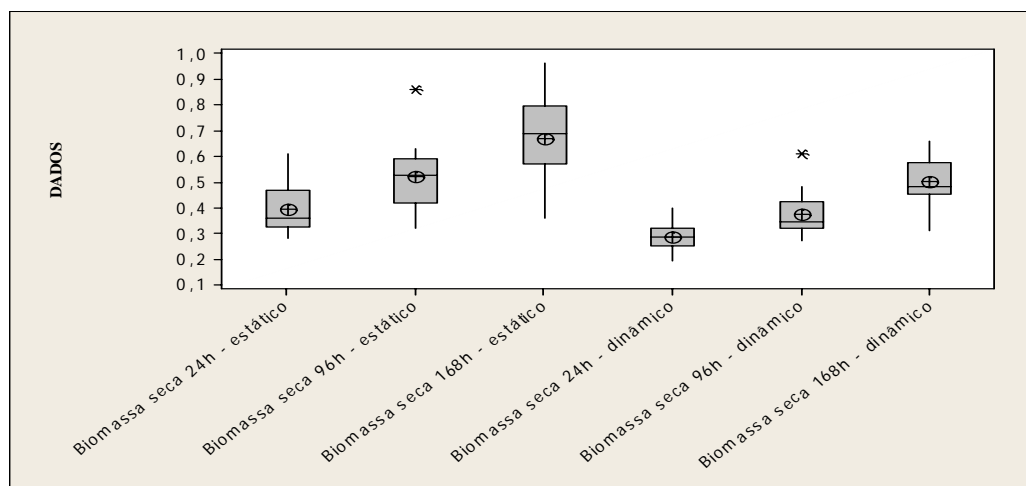 DADOS
1,0
0,9
0,8
0,7
0,6
0,5
0,4
0,3
0,2
0,1
Biomassa seca 24h - estático
Biomassa seca 96h - estático
Biomassa seca 168h - estático
Biomassa seca 24h - dinâmico
Biomassa seca 96h - dinâmico
Biomassa seca 168h - dinâmico